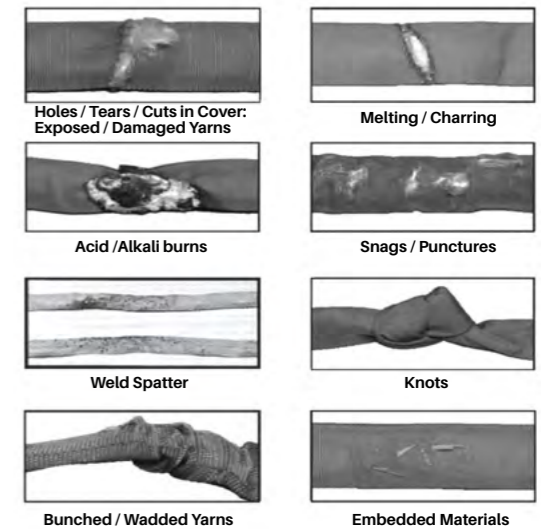 Holes / Tears / Cuts in Cover:
Exposed / Damaged Yarns
Melting / Charring
Acid /Alkali burns
Snags / Punctures
Weld Spatter
Knots
Bunched / Wadded Yarns
Embedded Materials